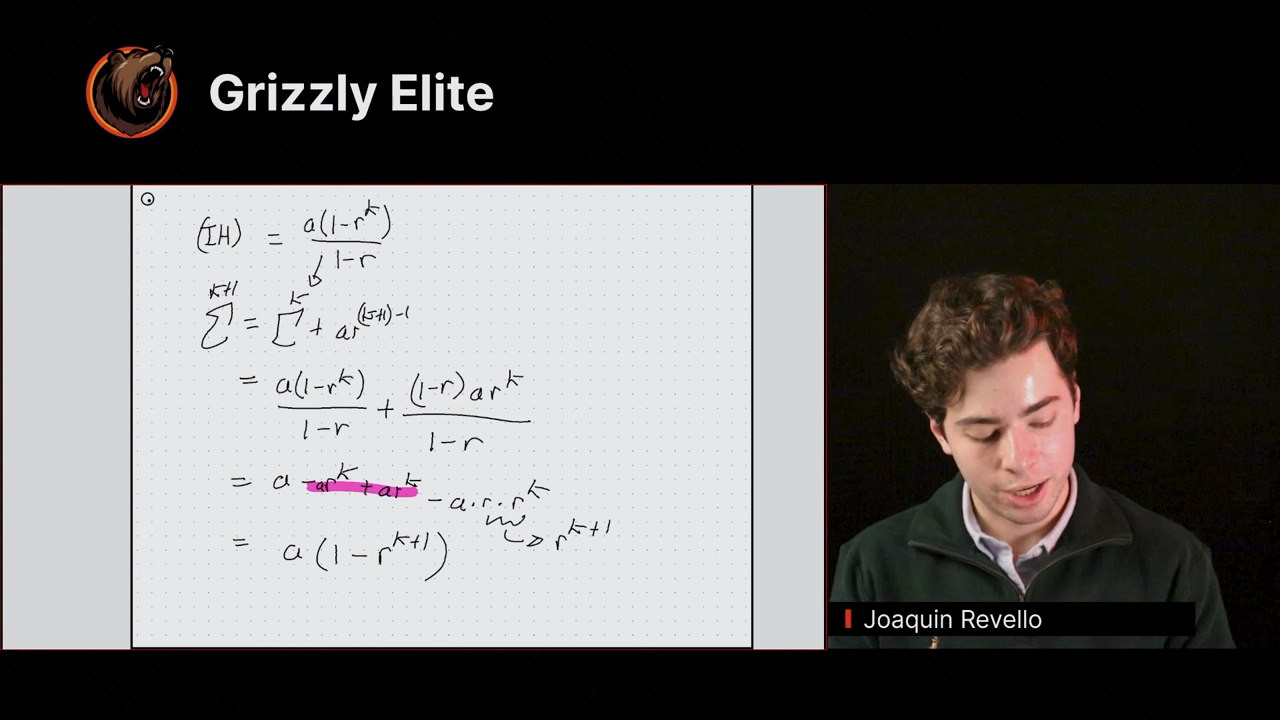 Grizzly Elite
(IH) = a(1-r^k) / 1-r
∑^k+1 = ∑^k + ar^(k+1)-1
= a(1-r^k) / 1-r + (1-r)ar^k / 1-r
= a -ar^k + ar^k - a·r·r^k
→ r^k+1
= a(1-r^k+1)
Joaquin Revello